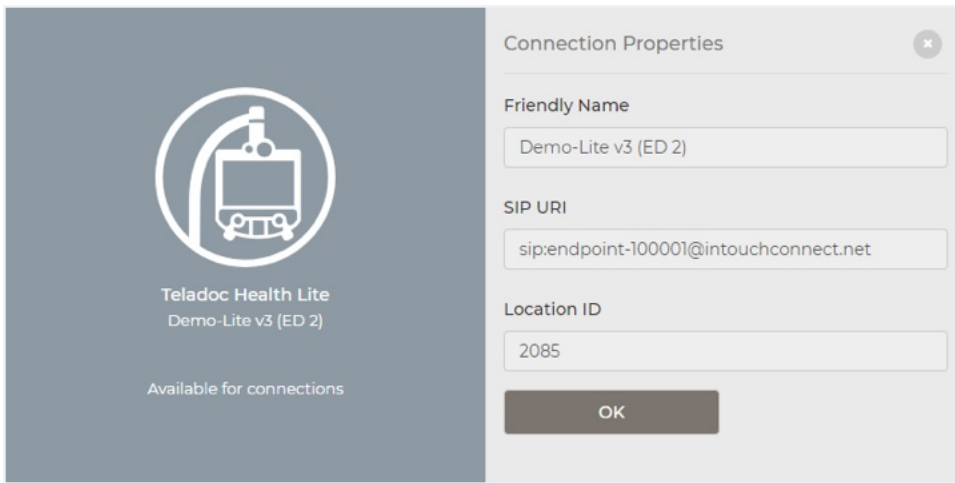 Teladoc Health Lite
Demo-Lite v3 (ED 2)
Available for connections
Connection Properties
Friendly Name
Demo-Lite v3 (ED 2)
SIP URI
sip:endpoint-100001@intouchconnect.net
Location ID
2085
OK